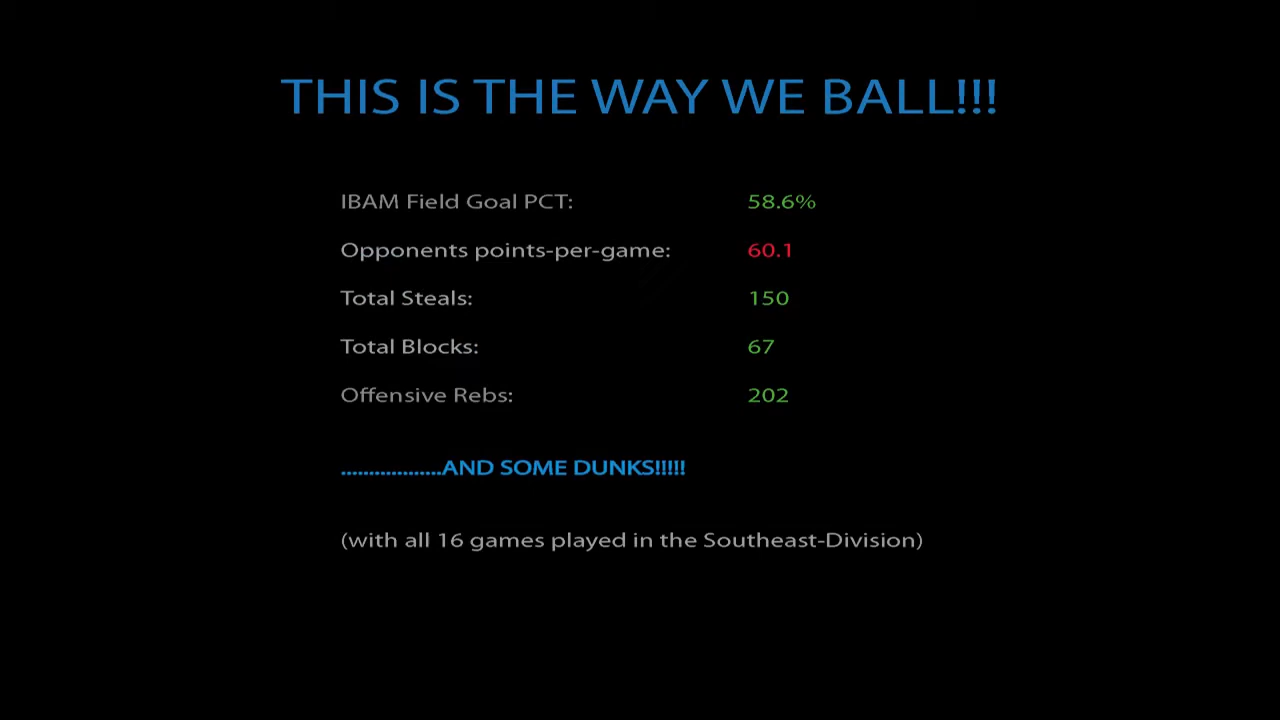 THIS IS THE WAY WE BALL!!!
IBAM Field Goal PCT: 58.6%
Opponents points-per-game: 60.1
Total Steals: 150
Total Blocks: 67
Offensive Rebs: 202
..................AND SOME DUNKS!!!!!
(with all 16 games played in the Southeast-Division)